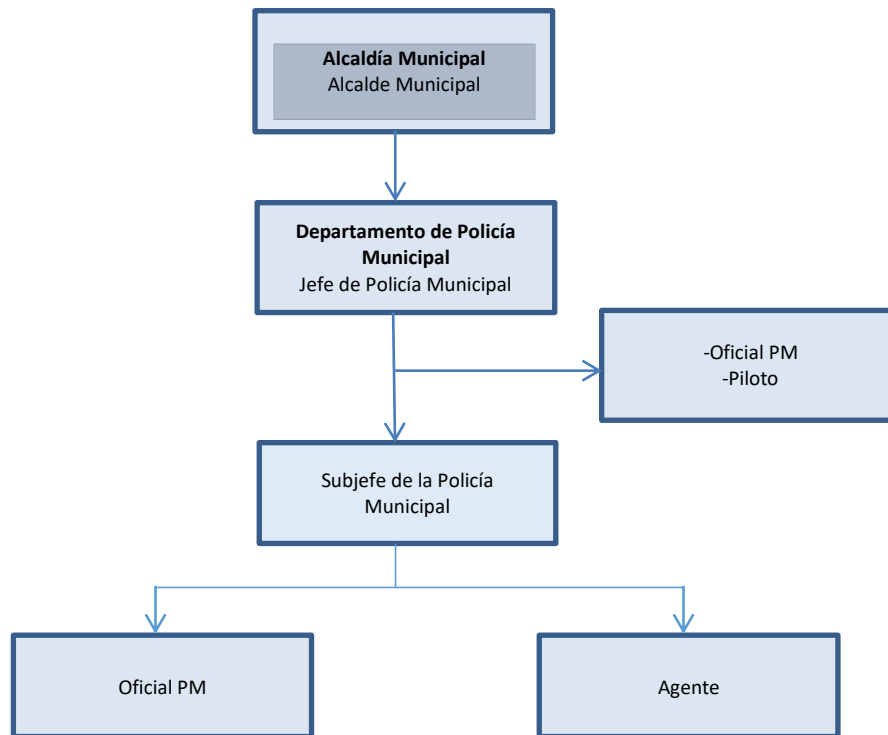 Alcaldía Municipal
Alcalde Municipal
Departamento de Policía
Municipal
Jefe de Policía Municipal
-Oficial PM
-Piloto
Subjefe de la Policía
Municipal
Oficial PM
Agente